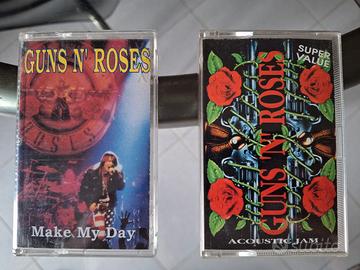 GUNS N' ROSES
Make My Day
SUPER
VALUE
GUNS 'N' ROSES
ACOUSTIC JAM